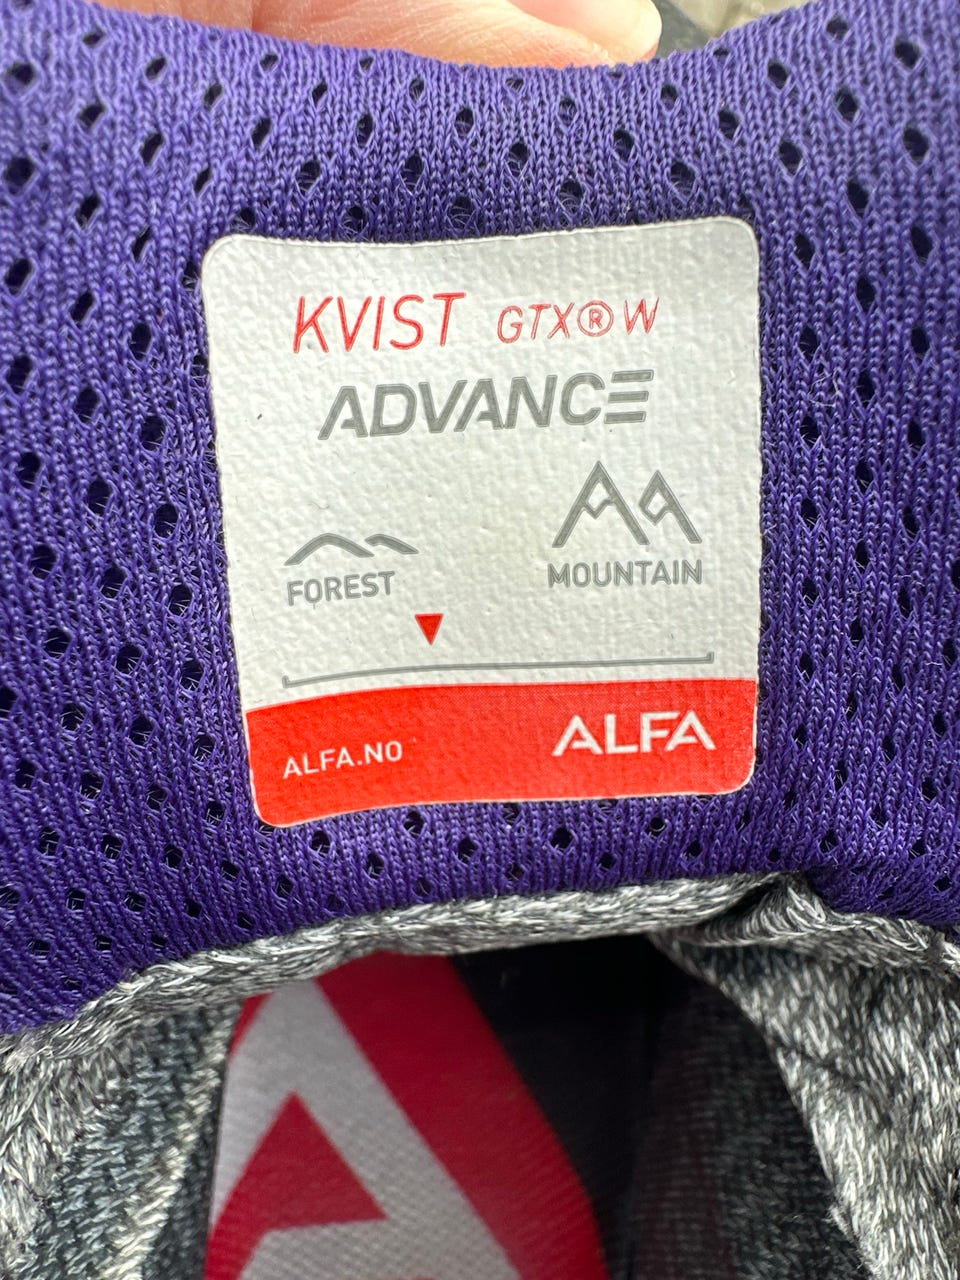 KVIST GTX® W
ADVANCE
FOREST MOUNTAIN
ALFA.NO ALFA